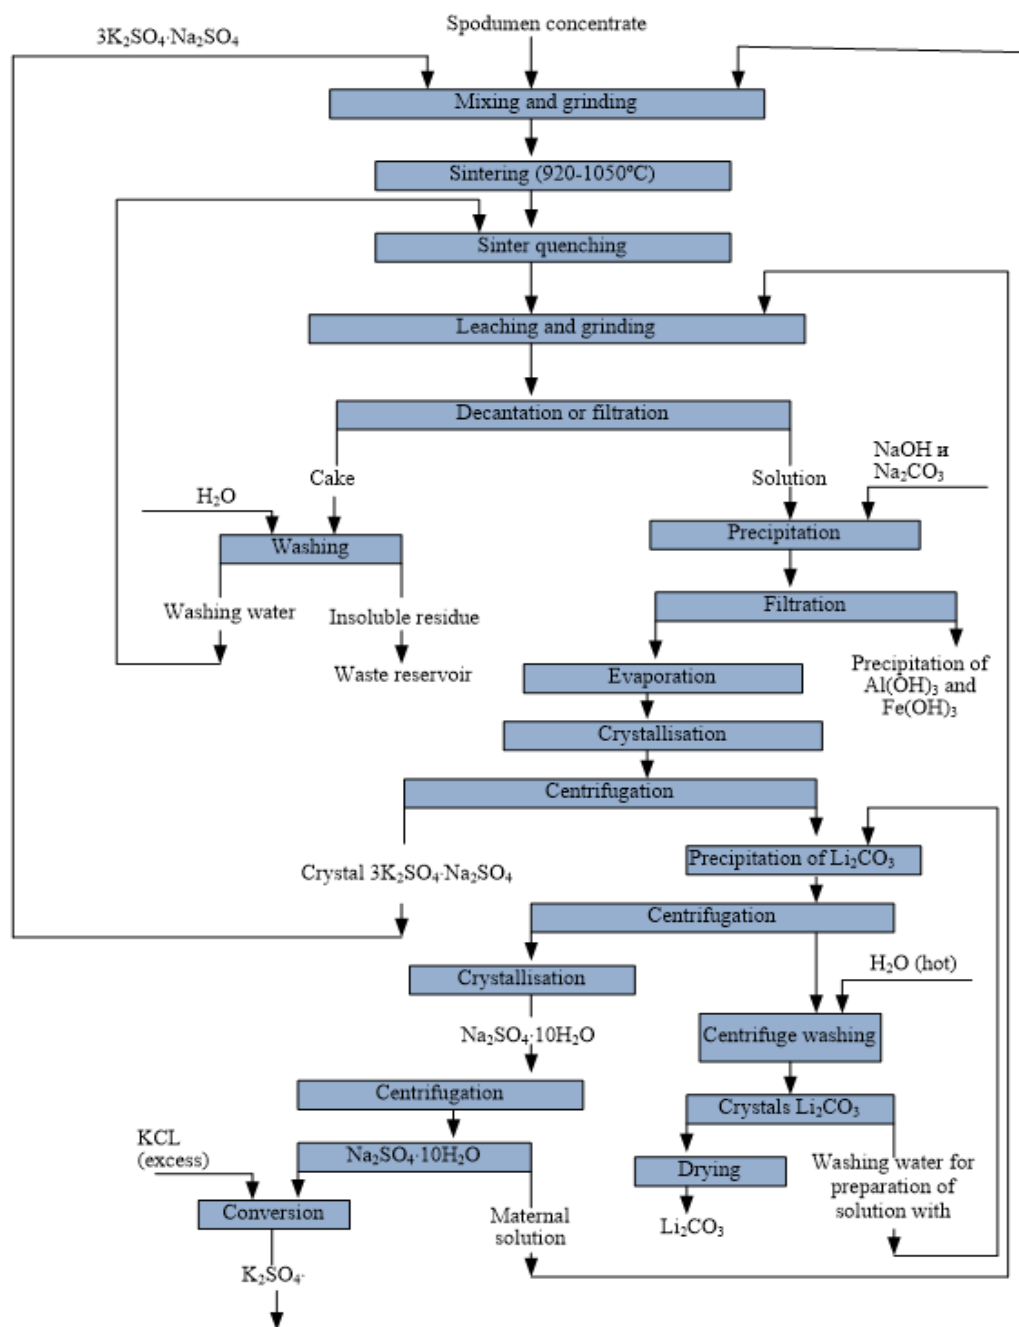 Spodumen concentrate
3K₂SO₄·Na₂SO₄
Mixing and grinding
Sintering (920-1050°C)
Sinter quenching
Leaching and grinding
Decantation or filtration
NaOH и
Na₂CO₃
Cake
Solution
H₂O
Precipitation
Washing
Filtration
Washing water
Insoluble residue
Waste reservoir
Precipitation of
Al(OH)₃ and
Fe(OH)₃
Evaporation
Crystallisation
Centrifugation
Precipitation of Li₂CO₃
Crystal 3K₂SO₄·Na₂SO₄
Centrifugation
H₂O (hot)
Crystallisation
Na₂SO₄·10H₂O
Centrifuge washing
Centrifugation
Crystals Li₂CO₃
KCL
(excess)
Na₂SO₄·10H₂O
Drying
Washing water for
preparation of
solution with
Conversion
Maternal
solution
Li₂CO₃
K₂SO₄·